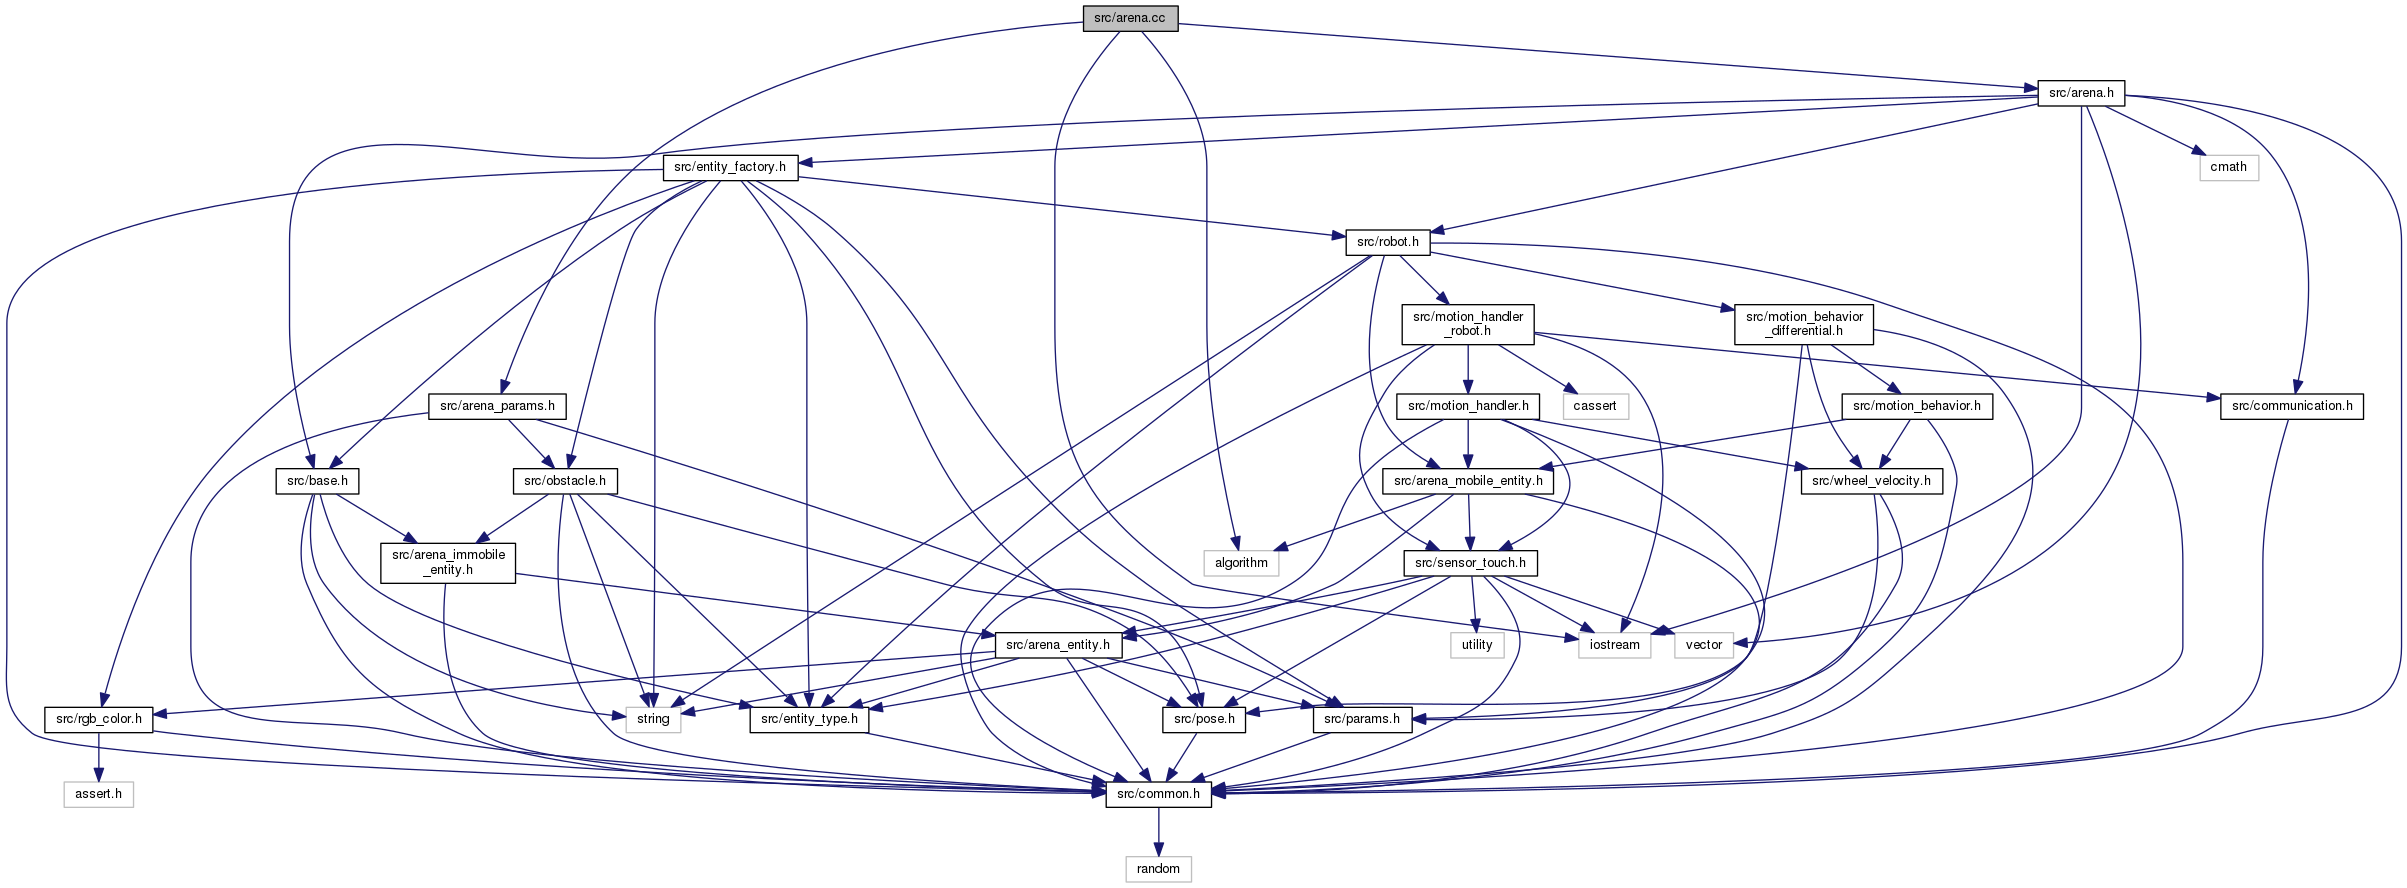 src/arena.cc
src/arena.h
src/entity_factory.h
cmath
src/robot.h
src/motion_handler
_robot.h
src/motion_behavior
_differential.h
src/arena_params.h
src/motion_handler.h
cassert
src/motion_behavior.h
src/communication.h
src/base.h
src/obstacle.h
src/arena_mobile_entity.h
src/wheel_velocity.h
src/arena_immobile
_entity.h
algorithm
src/sensor_touch.h
src/arena_entity.h
utility
iostream
vector
src/rgb_color.h
string
src/entity_type.h
src/pose.h
src/params.h
assert.h
src/common.h
random